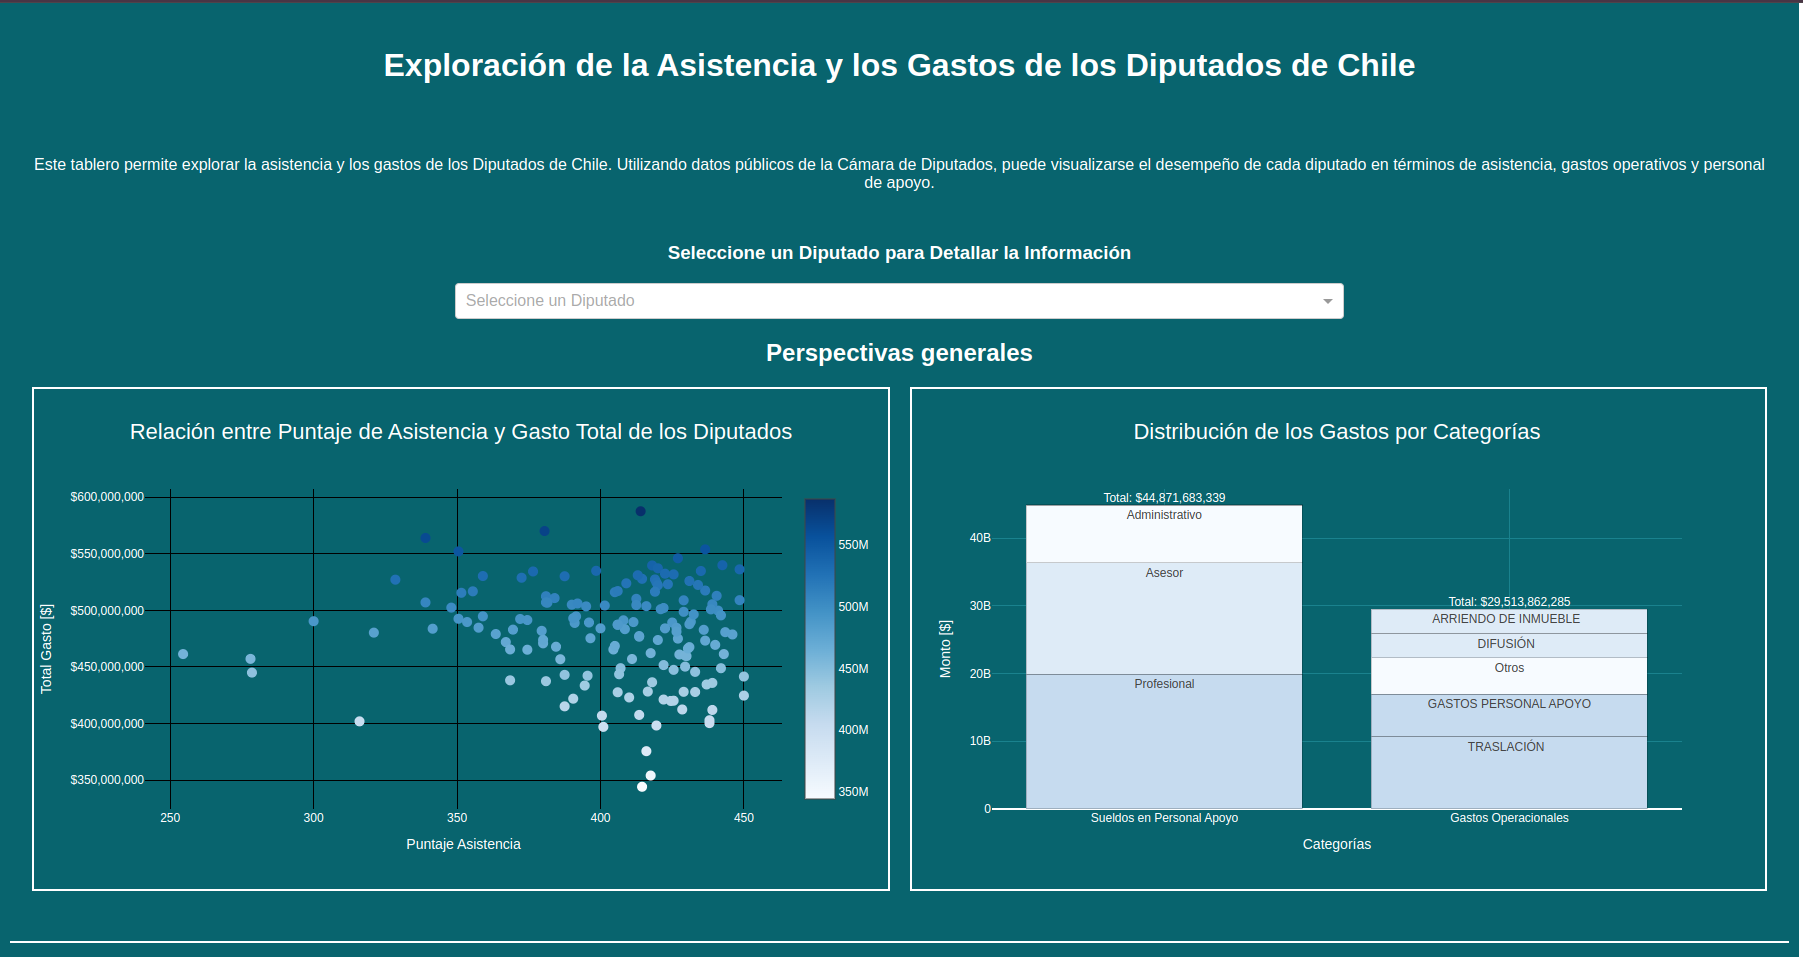 Exploración de la Asistencia y los Gastos de los Diputados de Chile
Este tablero permite explorar la asistencia y los gastos de los Diputados de Chile. Utilizando datos públicos de la Cámara de Diputados, puede visualizarse el desempeño de cada diputado en términos de asistencia, gastos operativos y personal
de apoyo.
Seleccione un Diputado para Detallar la Información
Seleccione un Diputado
Perspectivas generales
Relación entre Puntaje de Asistencia y Gasto Total de los Diputados
Total Gasto [$]
$600,000,000
$550,000,000
$500,000,000
$450,000,000
$400,000,000
$350,000,000
250
300
350
400
450
Puntaje Asistencia
550M
500M
450M
400M
350M
Distribución de los Gastos por Categorías
Monto [$]
40B
30B
20B
10B
0
Total: $44,871,683,339
Administrativo
Asesor
Profesional
Total: $29,513,862,285
ARRIENDO DE INMUEBLE
DIFUSIÓN
Otros
GASTOS PERSONAL APOYO
TRASLACIÓN
Sueldos en Personal Apoyo
Gastos Operacionales
Categorías